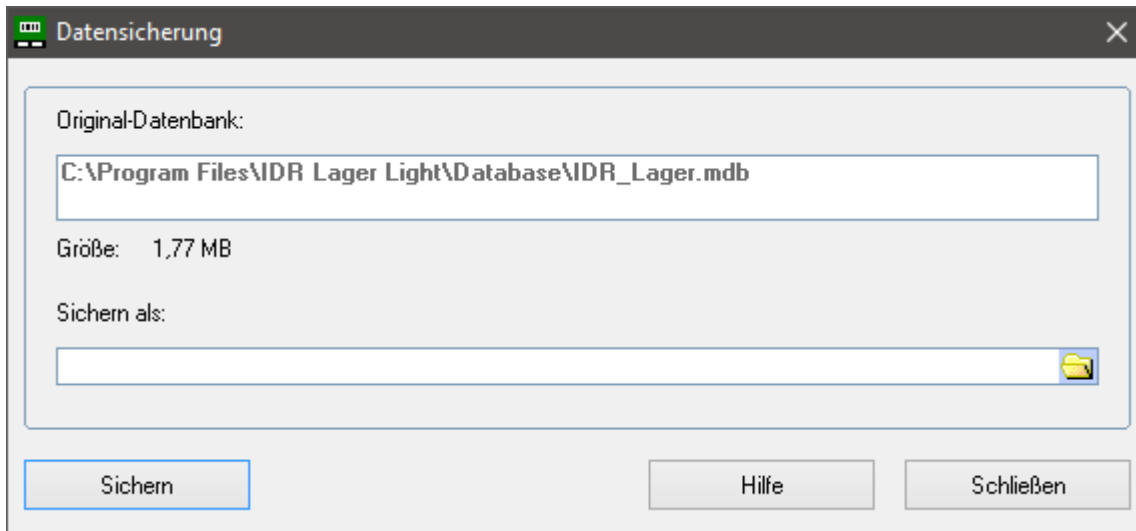 Datensicherung
Original-Datenbank:
C:\Program Files\IDR Lager Light\Database\IDR_Lager.mdb
Größe: 1,77 MB
Sichern als:
Sichern Hilfe Schließen